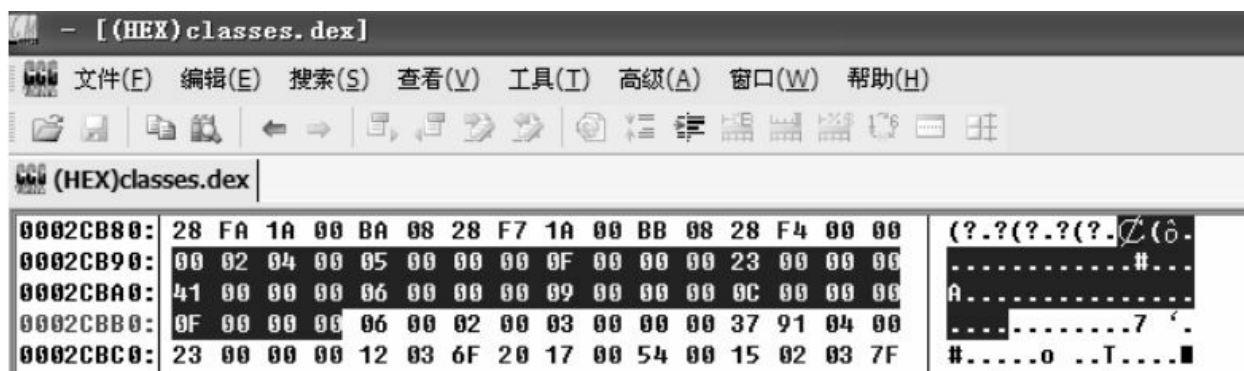 - [(HEX)classes.dex]
文件(F) 编辑(E) 搜索(S) 查看(V) 工具(T) 高级(A) 窗口(W) 帮助(H)
(HEX)classes.dex
0002CB80: 28 FA 1A 00 BA 08 28 F7 1A 00 BB 08 28 F4 00 00 (?.?(?.?(?.(ô.
0002CB90: 00 02 04 00 05 00 00 00 0F 00 00 00 23 00 00 00 .............#...
0002CBA0: 41 00 00 00 06 00 00 00 09 00 00 00 0C 00 00 00 A...............
0002CBB0: 0F 00 00 00 06 00 02 00 03 00 00 00 37 91 04 00 ............7 ‘.
0002CBC0: 23 00 00 00 12 03 6F 20 17 00 54 00 15 02 03 7F #.....o ..T....